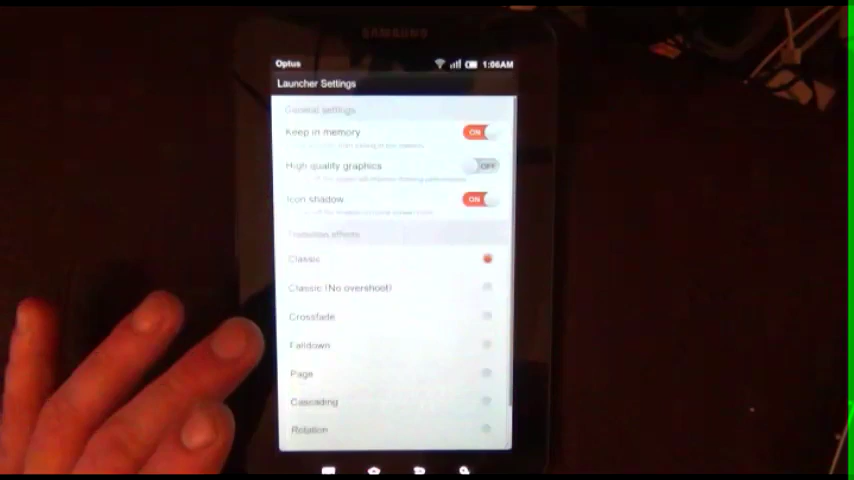 SAMSUNG
Optus 1:06AM
Launcher Settings
General settings
Keep in memory ON
High quality graphics OFF
Icon shadow ON
Transition effects
Classic
Classic (No overshoot)
Crossfade
Falldown
Page
Cascading
Rotation